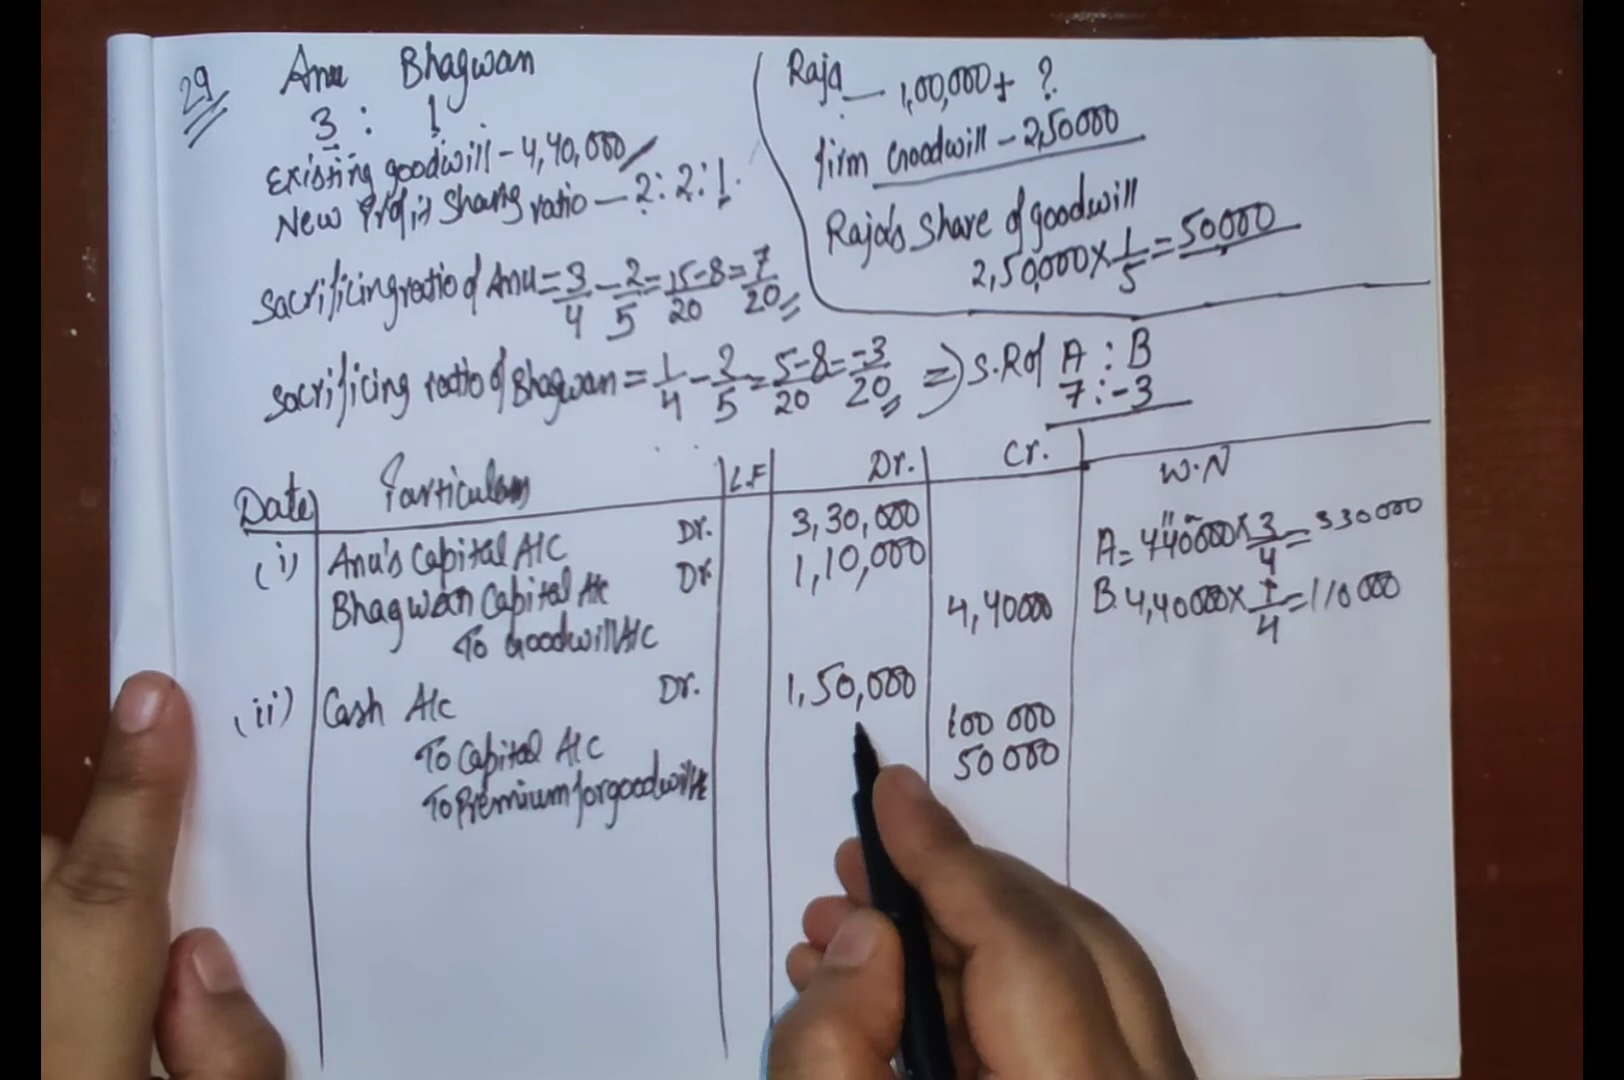 29 Anu Bhagwan
3 : 1
Existing goodwill - 4,40,000
New Profit Sharing ratio - 2:2:1.
Raja - 1,00,000 + ?
firm Goodwill - 2,50000
Raja's Share of goodwill
2,50,000 × 1/5 = 50000
Sacrificing ratio of Anu = 3/4 - 2/5 = 15-8/20 = 7/20
Sacrificing ratio of Bhagwan = 1/4 - 2/5 = 5-8/20 = -3/20 => S.R of A : B
7 : -3
Date Particulars L.F Dr. Cr. W.N
(i) Anu's Capital A/C Dr. 3,30,000 A = 440000 × 3/4 = 330000
Bhagwan Capital A/c Dr 1,10,000
To Goodwill A/C 4,40000 B. 4,40000 × 1/4 = 110000
(ii) Cash A/c Dr. 1,50,000
To Capital A/C 100 000
To Premium for goodwill A/c 50 000